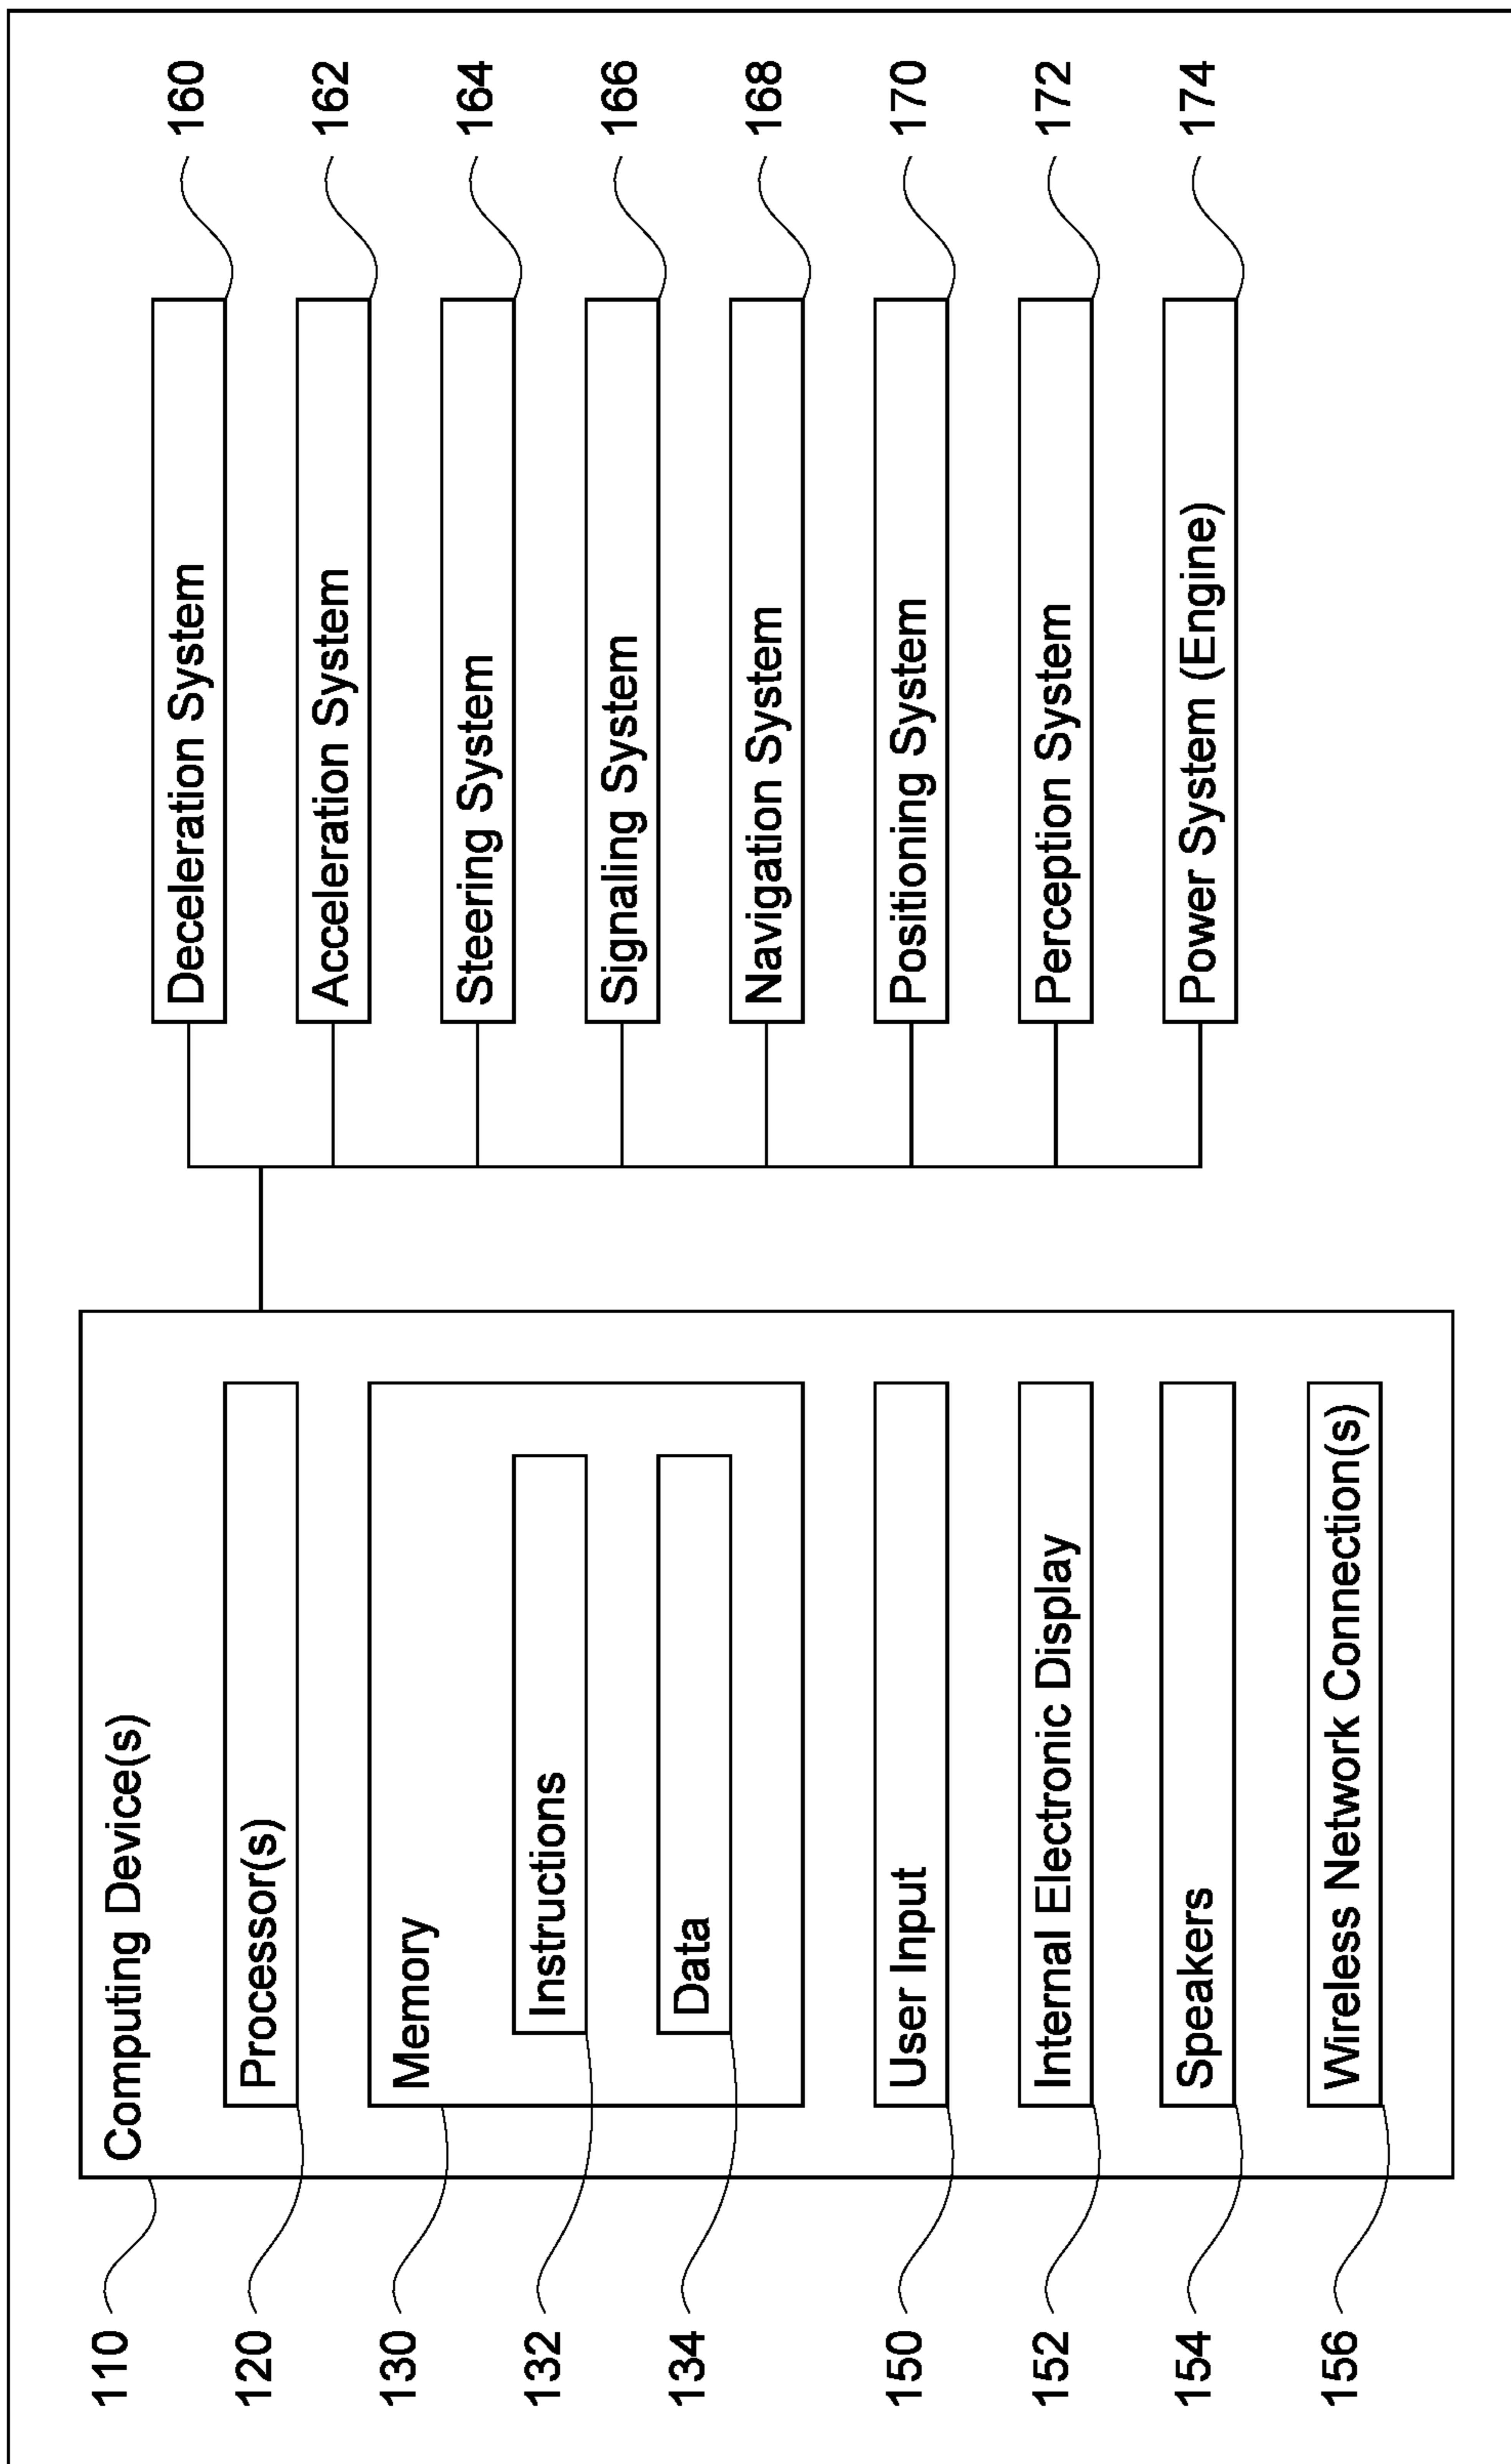 110
Computing Device(s)
120
Processor(s)
130
Memory
132
Instructions
134
Data
150
User Input
152
Internal Electronic Display
154
Speakers
156
Wireless Network Connection(s)
Deceleration System
160
Acceleration System
162
Steering System
164
Signaling System
166
Navigation System
168
Positioning System
170
Perception System
172
Power System (Engine)
174